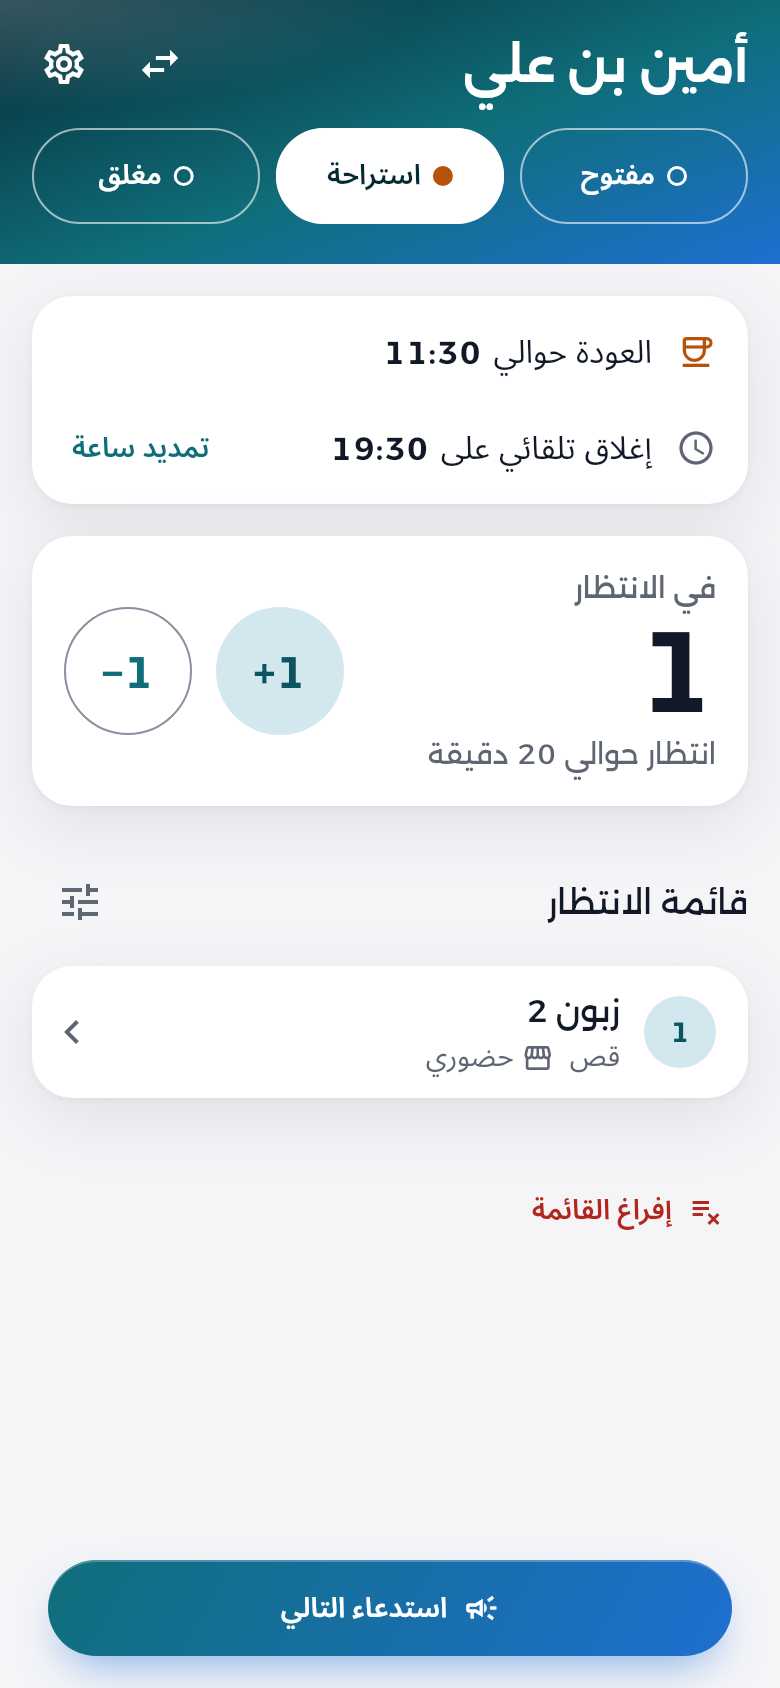 أمين بن علي
مفتوح
استراحة
مغلق
العودة حوالي 11:30
إغلاق تلقائي على 19:30
تمديد ساعة
في الانتظار
1
انتظار حوالي 20 دقيقة
+1
−1
قائمة الانتظار
1
زبون 2
قص حضوري
إفراغ القائمة
استدعاء التالي